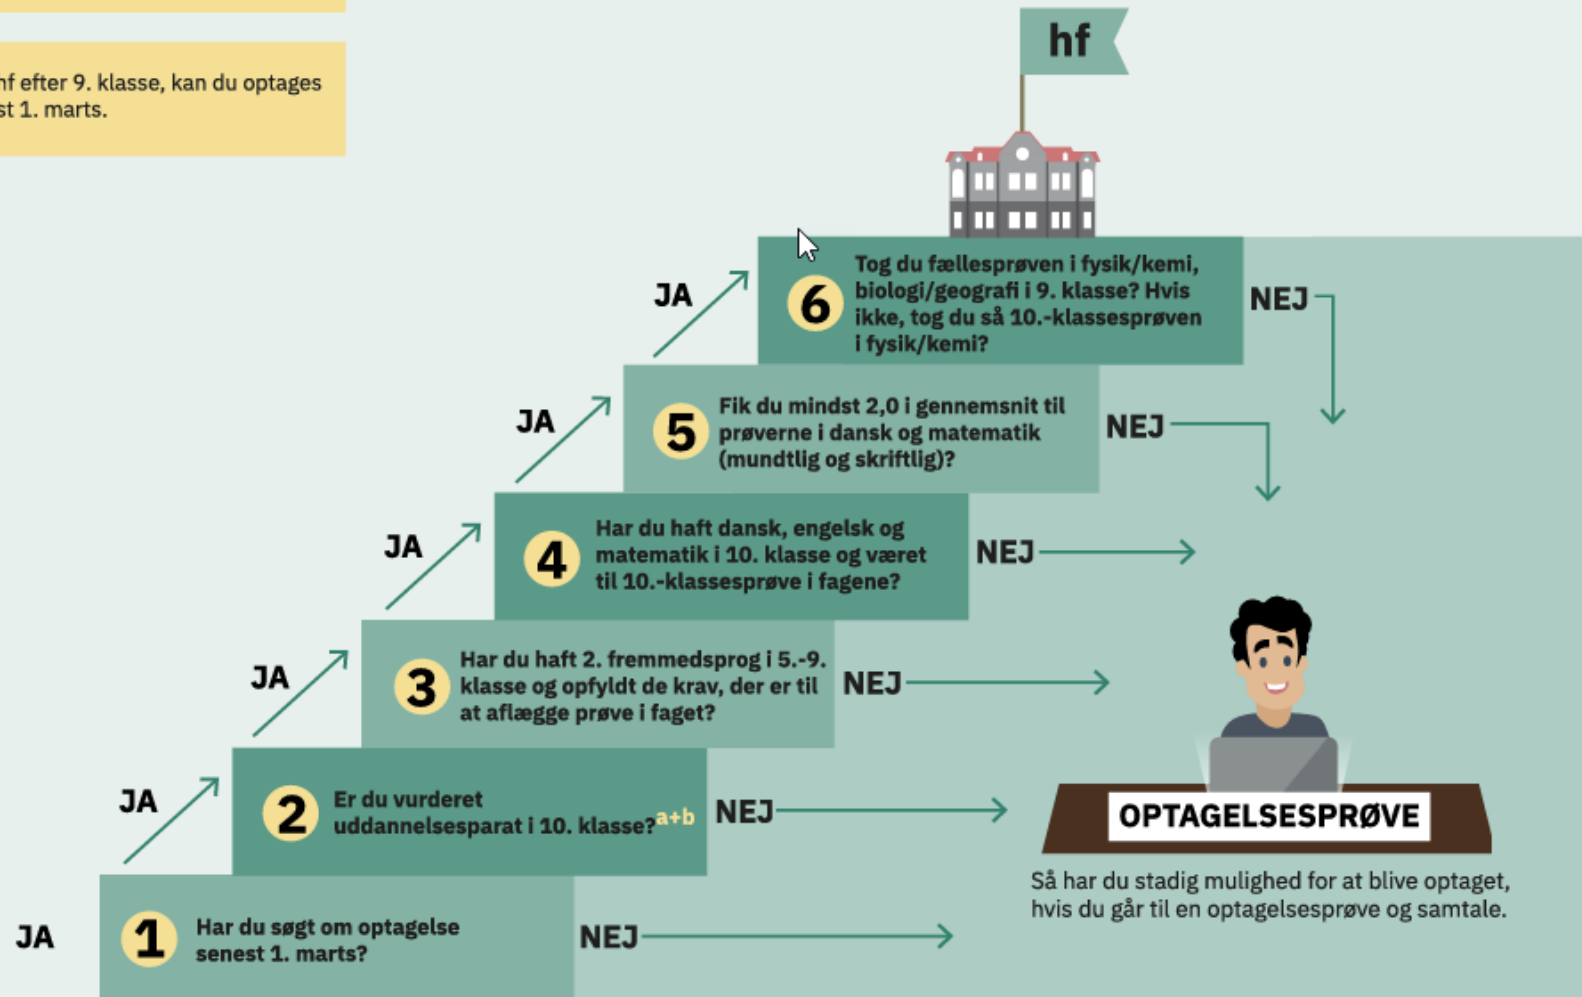 hf
hf efter 9. klasse, kan du optages
1. marts.
JA
6
Tog du fællesprøven i fysik/kemi,
biologi/geografi i 9. klasse? Hvis
ikke, tog du så 10.-klassesprøven
i fysik/kemi?
NEJ
JA
5
Fik du mindst 2,0 i gennemsnit til
prøverne i dansk og matematik
(mundtlig og skriftlig)?
NEJ
JA
4
Har du haft dansk, engelsk og
matematik i 10. klasse og været
til 10.-klassesprøve i fagene?
NEJ
JA
3
Har du haft 2. fremmedsprog i 5.-9.
klasse og opfyldt de krav, der er til
at aflægge prøve i faget?
NEJ
JA
2
Er du vurderet
uddannelsesparat i 10. klasse?a+b
NEJ
OPTAGELSESPRØVE
Så har du stadig mulighed for at blive optaget,
hvis du går til en optagelsesprøve og samtale.
JA
1
Har du søgt om optagelse
senest 1. marts?
NEJ